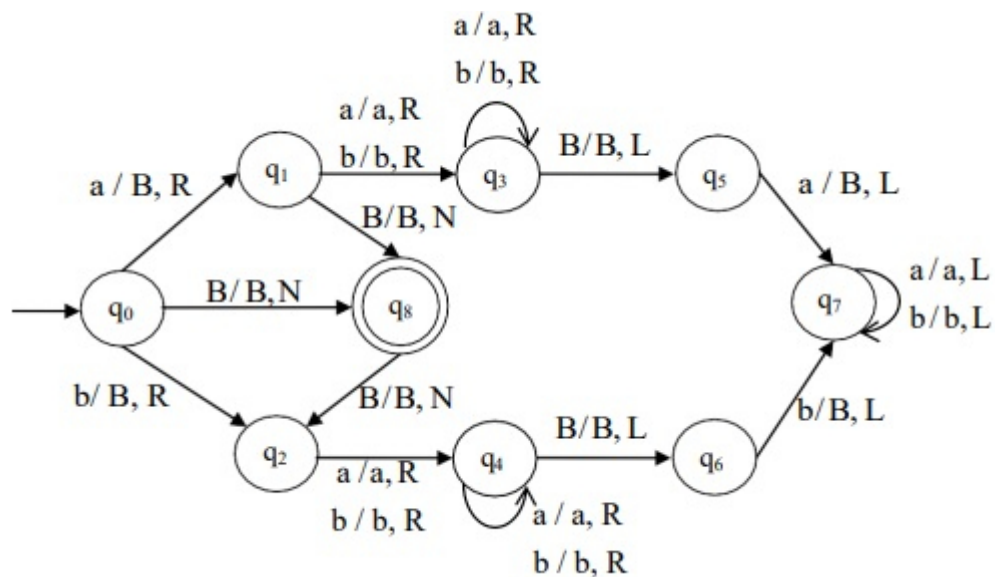 a / a, R
b / b, R
a / a, R
b / b, R
B/B, L
q1
q3
q5
a / B, R
B/B, N
a / B, L
q0
B/B, N
q8
q7
a / a, L
b / b, L
b/ B, R
B/B, N
b/B, L
q2
q4
q6
B/B, L
a /a, R
b / b, R
a / a, R
b / b, R